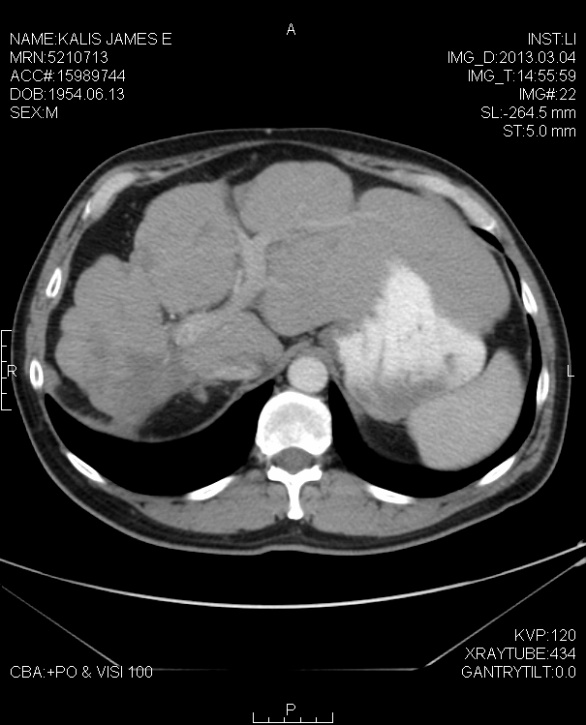 A
NAME:KALIS JAMES E
MRN:5210713
ACC#:15989744
DOB:1954.06.13
SEX:M
INST:LI
IMG_D:2013.03.04
IMG_T:14:55:59
IMG#:22
SL:-264.5 mm
ST:5.0 mm
R
L
CBA:+PO & VISI 100
KVP:120
XRAYTUBE:434
GANTRYTILT:0.0
P